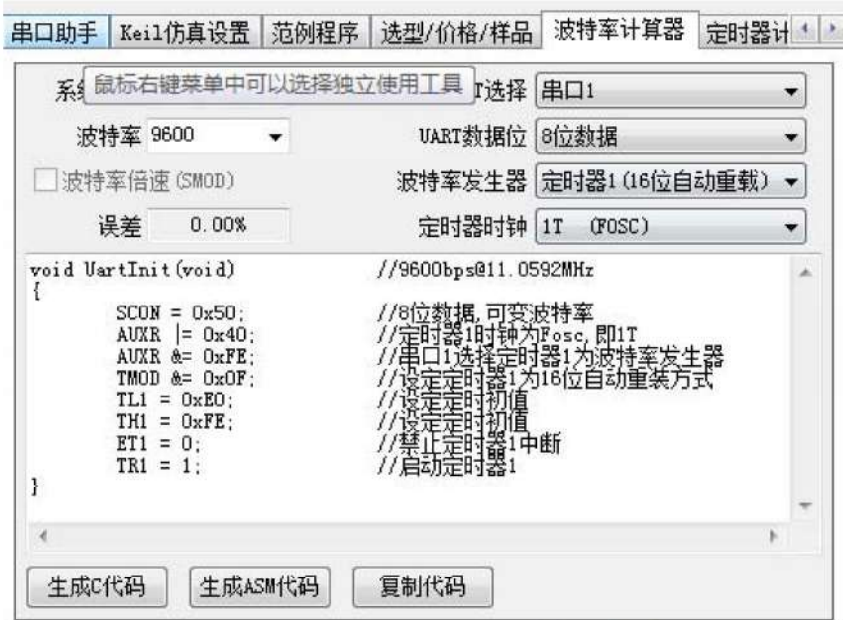 串口助手 Keil仿真设置 范例程序 选型/价格/样品 波特率计算器 定时器计
鼠标右键菜单中可以选择独立使用工具
选择 串口1
波特率 9600 UART数据位 8位数据
波特率倍速(SMOD) 波特率发生器 定时器1(16位自动重载)
误差 0.00% 定时器时钟 1T (FOSC)
void UartInit(void) //9600bps@11.0592MHz
{
SCON = 0x50; //8位数据,可变波特率
AUXR |= 0x40; //定时器1时钟为Fosc,即1T
AUXR &= 0xFE; //串口1选择定时器1为波特率发生器
TMOD &= 0x0F; //设定定时器1为16位自动重装方式
TL1 = 0xE0; //设定定时初值
TH1 = 0xFE; //设定定时初值
ET1 = 0; //禁止定时器1中断
TR1 = 1; //启动定时器1
}
生成C代码 生成ASM代码 复制代码